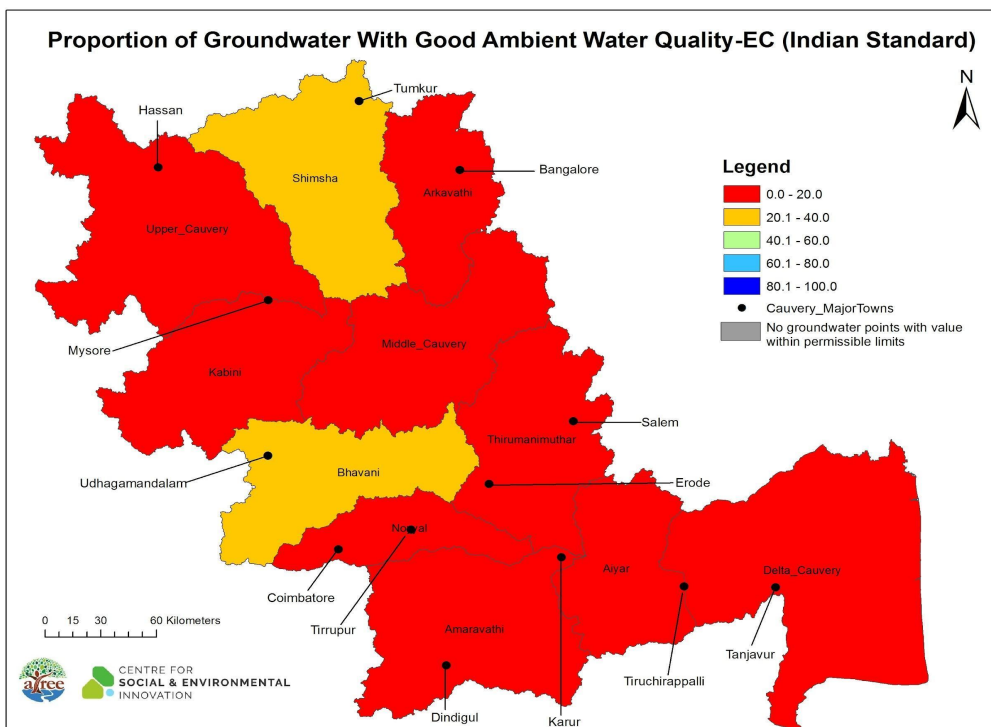 Proportion of Groundwater With Good Ambient Water Quality-EC (Indian Standard)
N
Tumkur
Hassan
Bangalore
Shimsha
Arkavathi
Upper_Cauvery
Legend
0.0 - 20.0
20.1 - 40.0
40.1 - 60.0
60.1 - 80.0
80.1 - 100.0
Cauvery_MajorTowns
No groundwater points with value
within permissible limits
Mysore
Middle_Cauvery
Kabini
Salem
Thirumanimuthar
Bhavani
Udhagamandalam
Erode
Noyyal
Aiyar
Delta_Cauvery
Coimbatore
0 15 30 60 Kilometers
Tirrupur
Amaravathi
Tanjavur
Tiruchirappalli
Dindigul
Karur
atree
CENTRE FOR
SOCIAL & ENVIRONMENTAL
INNOVATION